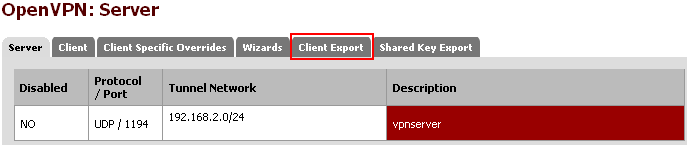 OpenVPN: Server
Server Client Client Specific Overrides Wizards Client Export Shared Key Export
Disabled Protocol / Port Tunnel Network Description
NO UDP / 1194 192.168.2.0/24 vpnserver